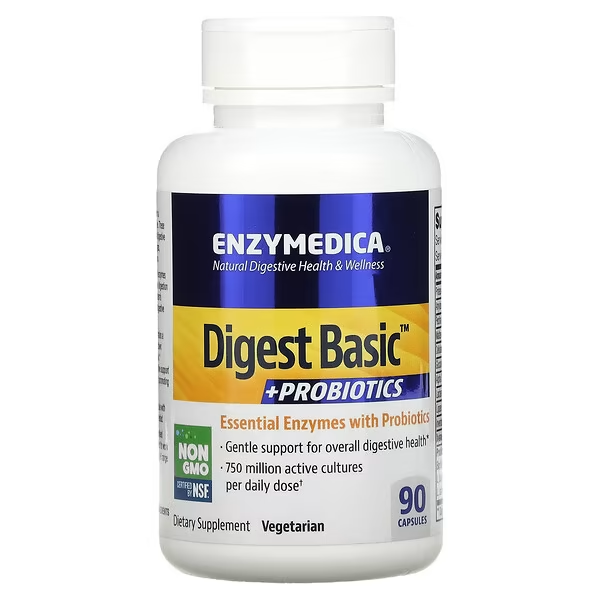 ENZYMEDICA®
Natural Digestive Health & Wellness
Digest Basic™
+PROBIOTICS
Essential Enzymes with Probiotics
· Gentle support for overall digestive health*
· 750 million active cultures
per daily dose†
NON
GMO
CERTIFIED
BY NSF
90
CAPSULES
Dietary Supplement Vegetarian